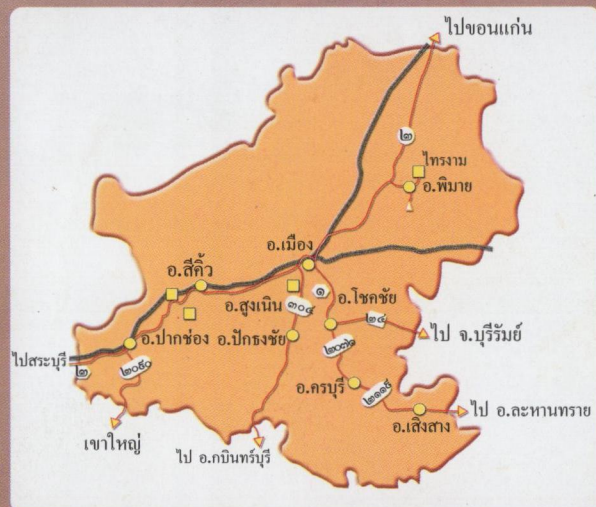 ไปขอนแก่น
๒
ไทรงาม
อ.พิมาย
อ.เมือง
อ.สีคิ้ว
อ.สูงเนิน
๓๐๔
๑
อ.โชคชัย
๒๔
ไป จ.บุรีรัมย์
อ.ปากช่อง
อ.ปักธงชัย
ไปสระบุรี
๒
๒๐๙๐
๒๐๗๑
อ.ครบุรี
๒๑๑๙
อ.เสิงสาง
ไป อ.ละหานทราย
เขาใหญ่
ไป อ.กบินทร์บุรี